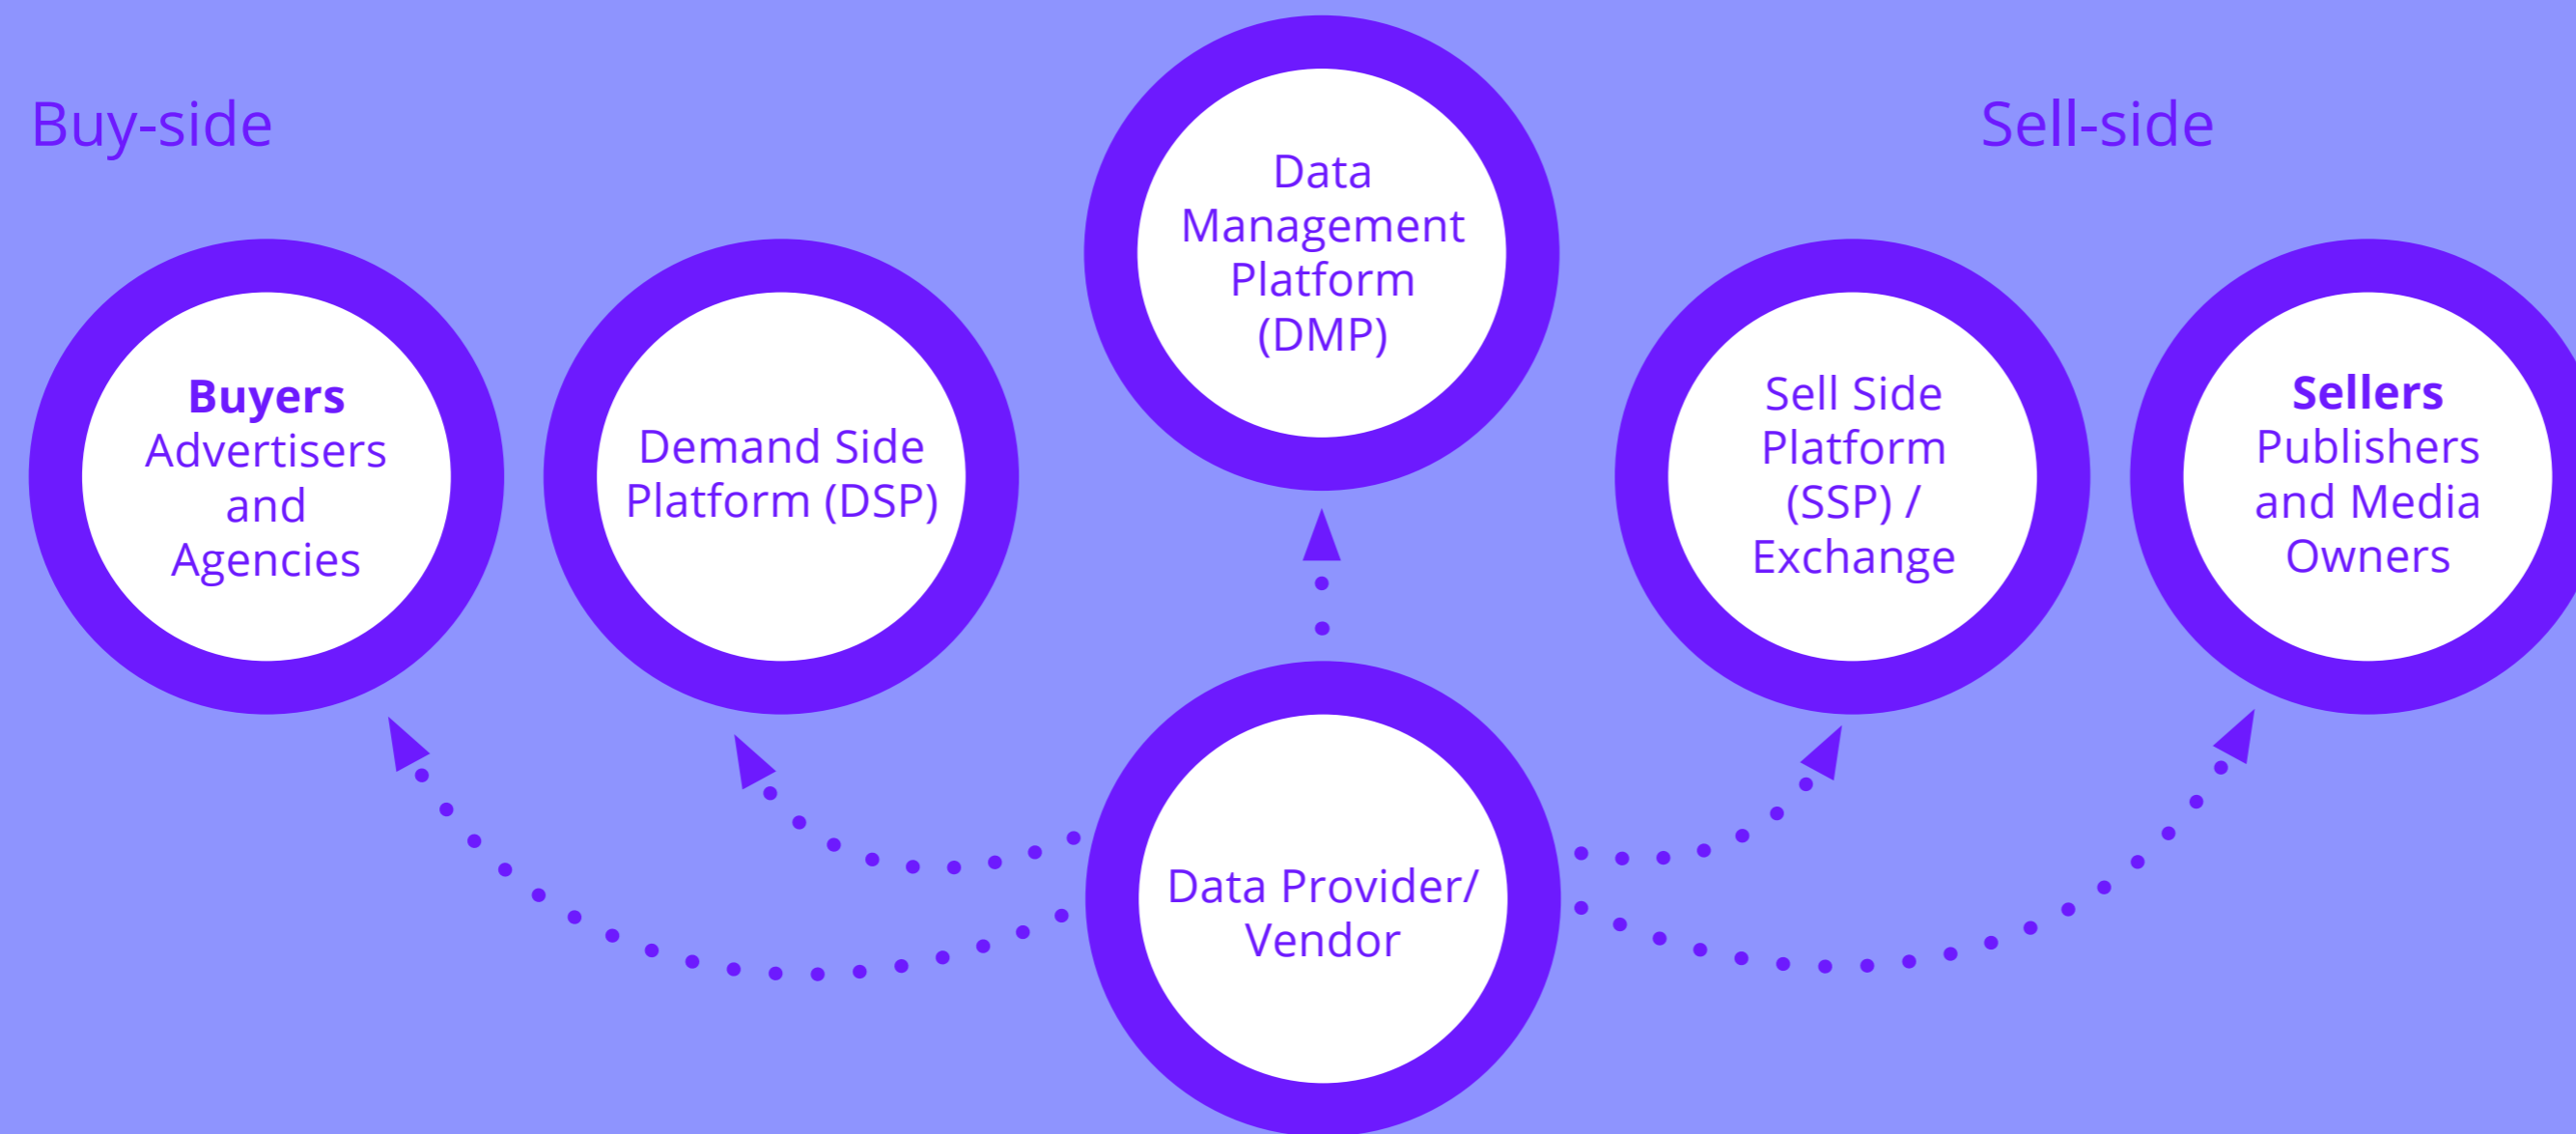 Buy-side
Sell-side
Buyers
Advertisers
and
Agencies
Demand Side
Platform (DSP)
Data
Management
Platform
(DMP)
Sell Side
Platform
(SSP) /
Exchange
Sellers
Publishers
and Media
Owners
Data Provider/
Vendor